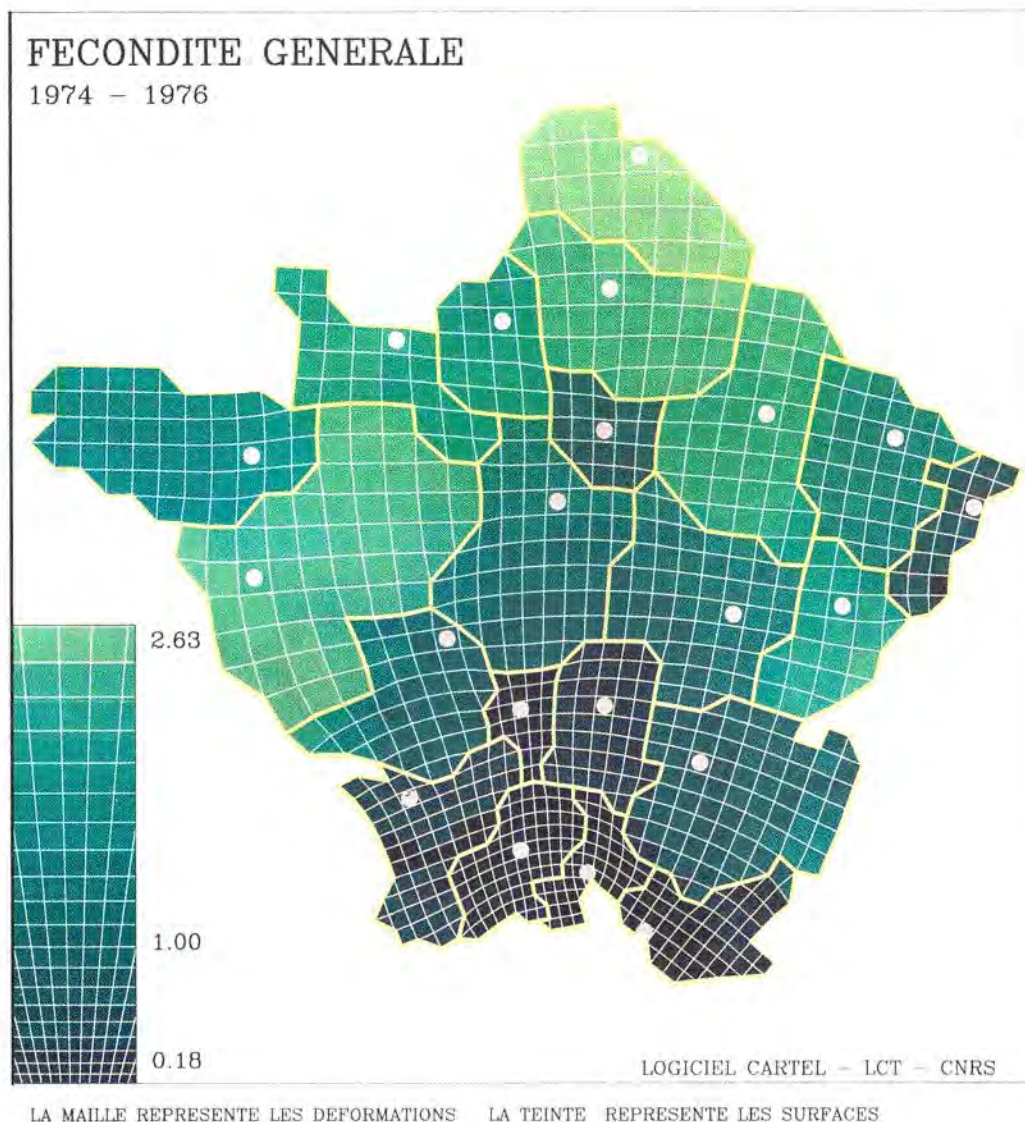 FECONDITE GENERALE
1974 – 1976
2.63
1.00
0.18
LOGICIEL CARTEL – LCT – CNRS
LA MAILLE REPRESENTE LES DEFORMATIONS LA TEINTE REPRESENTE LES SURFACES